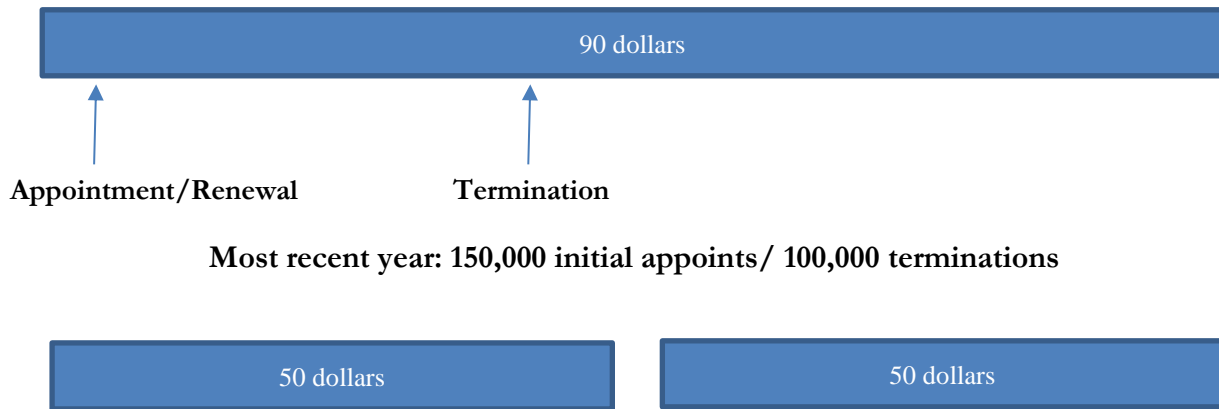 90 dollars
Appointment/Renewal Termination
Most recent year: 150,000 initial appoints/ 100,000 terminations
50 dollars 50 dollars